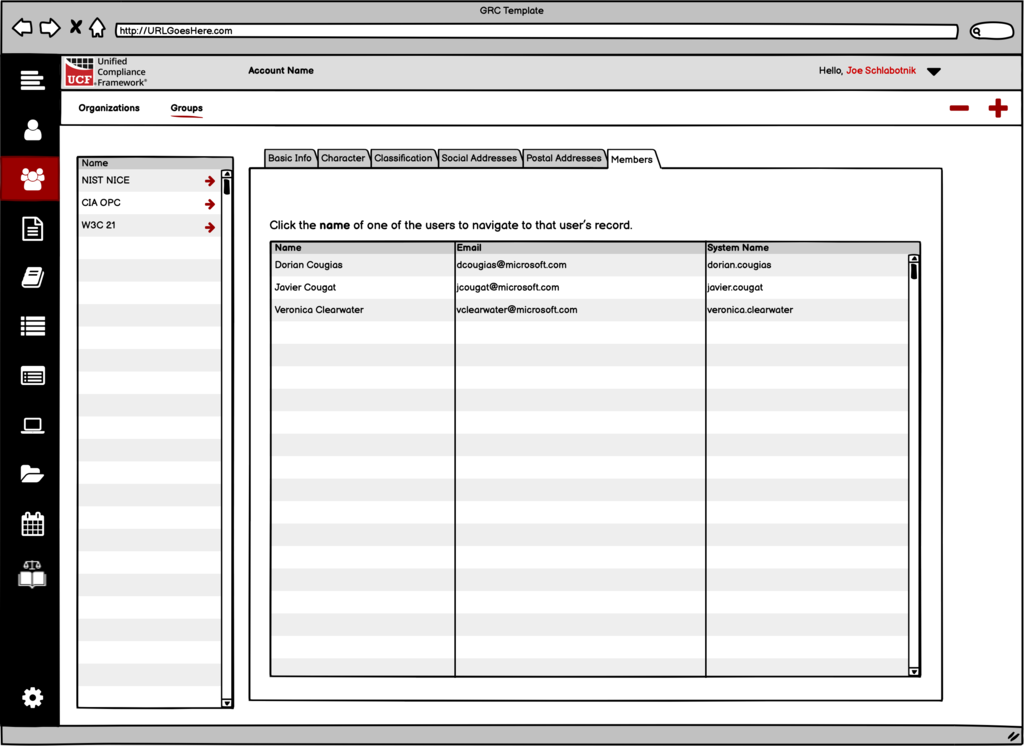 GRC Template
http://URLGoesHere.com
UCF Unified Compliance Framework®
Account Name
Hello, Joe Schlabotnik
Organizations Groups
Name
NIST NICE
CIA OPC
W3C 21
Basic Info Character Classification Social Addresses Postal Addresses Members
Click the name of one of the users to navigate to that user's record.
Name Email System Name
Dorian Cougias dcougias@microsoft.com dorian.cougias
Javier Cougat jcougat@microsoft.com javier.cougat
Veronica Clearwater vclearwater@microsoft.com veronica.clearwater